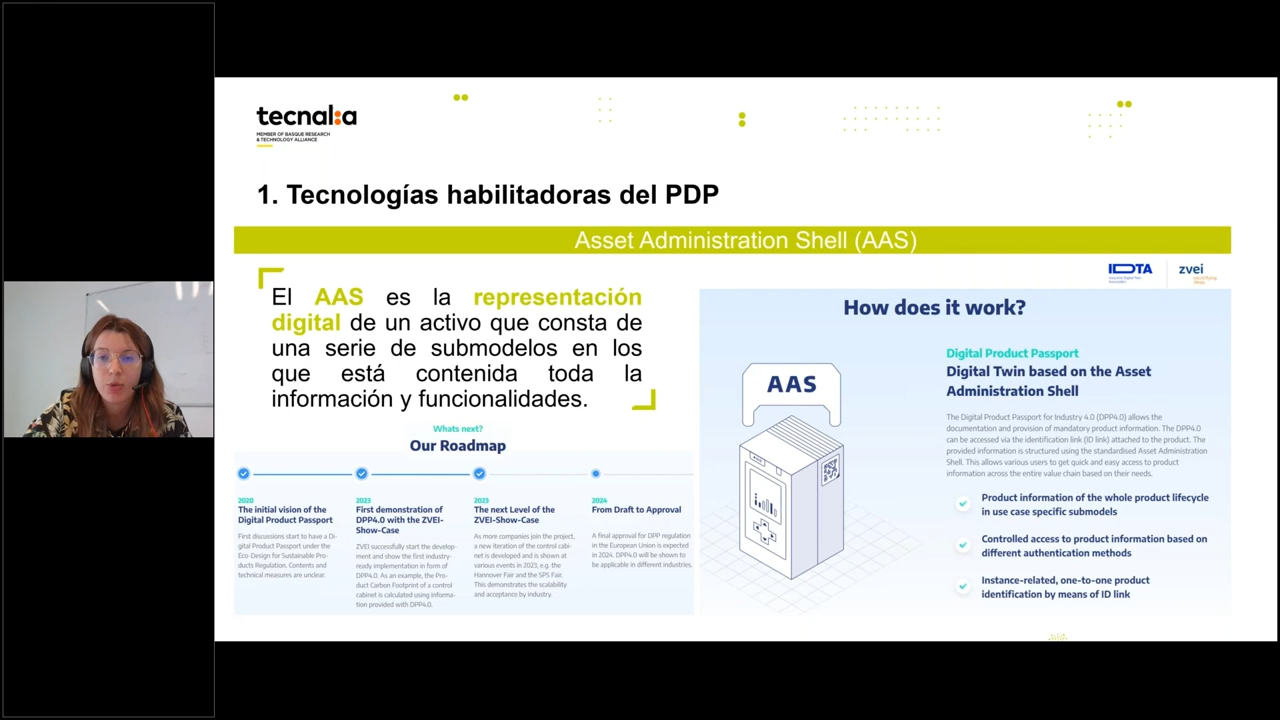 tecnal:a
MEMBER OF BASQUE RESEARCH
& TECHNOLOGY ALLIANCE
1. Tecnologías habilitadoras del PDP
Asset Administration Shell (AAS)
El AAS es la representación
digital de un activo que consta de
una serie de submodelos en los
que está contenida toda la
información y funcionalidades.
Whats next?
Our Roadmap
2020
The initial vision of the
Digital Product Passport
First discussions start to have a Di-
gital Product Passport under the
Eco-Design for Sustainable Pro-
ducts Regulation. Contents and
technical measures are unclear.
2023
First demonstration of
DPP4.0 with the ZVEI-
Show-Case
ZVEI successfully start the develop-
ment and show the first industry-
ready implementation in form of
DPP4.0. As an example, the Pro-
duct Carbon Footprint of a control
cabinet is calculated using informa-
tion provided with DPP4.0.
2023
The next Level of the
ZVEI-Show-Case
As more companies join the project,
a new iteration of the control cabi-
net is developed and is shown at
various events in 2023, e.g. the
Hannover Fair and the SPS Fair.
This demonstrates the scalability
and acceptance by industry.
2024
From Draft to Approval
A final approval for DPP regulation
in the European Union is expected
in 2024. DPP4.0 will be shown to
be applicable in different industries.
IDTA
zvei
How does it work?
AAS
Digital Product Passport
Digital Twin based on the Asset
Administration Shell
The Digital Product Passport for Industry 4.0 (DPP4.0) allows the
documentation and provision of mandatory product information. The DPP4.0
can be accessed via the identification link (ID link) attached to the product. The
provided information is structured using the standardised Asset Administration
Shell. This allows various users to get quick and easy access to product
information across the entire value chain based on their needs.
Product information of the whole product lifecycle
in use case specific submodels
Controlled access to product information based on
different authentication methods
Instance-related, one-to-one product
identification by means of ID link